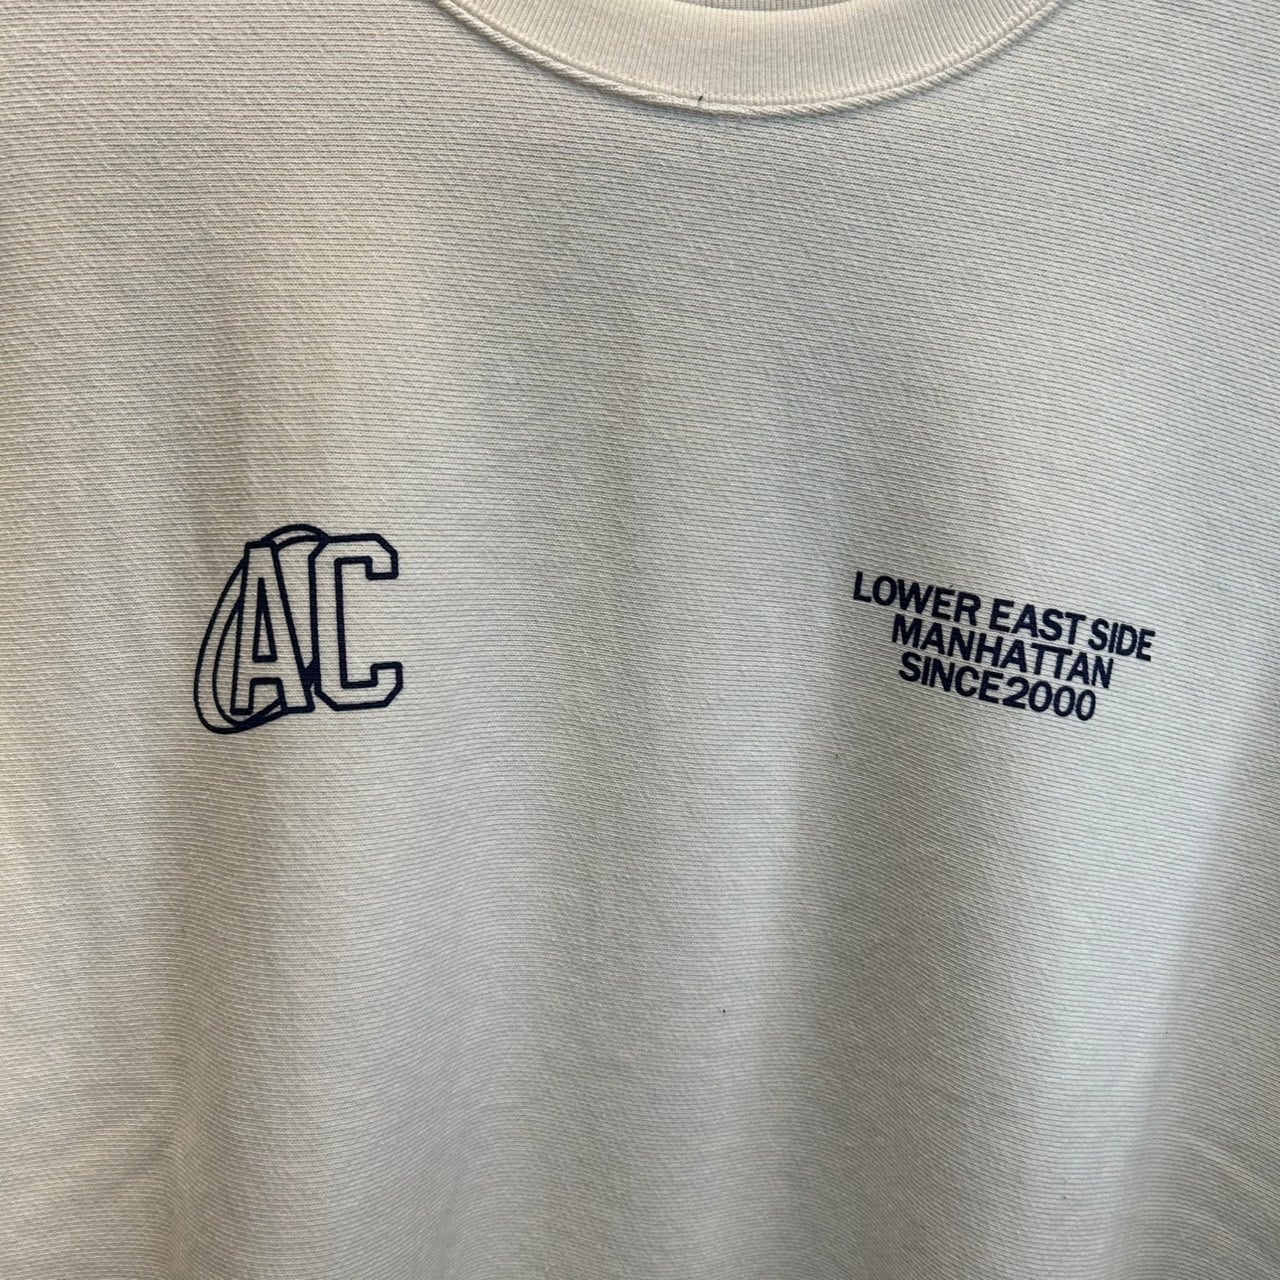 AC
LOWER EAST SIDE
MANHATTAN
SINCE2000